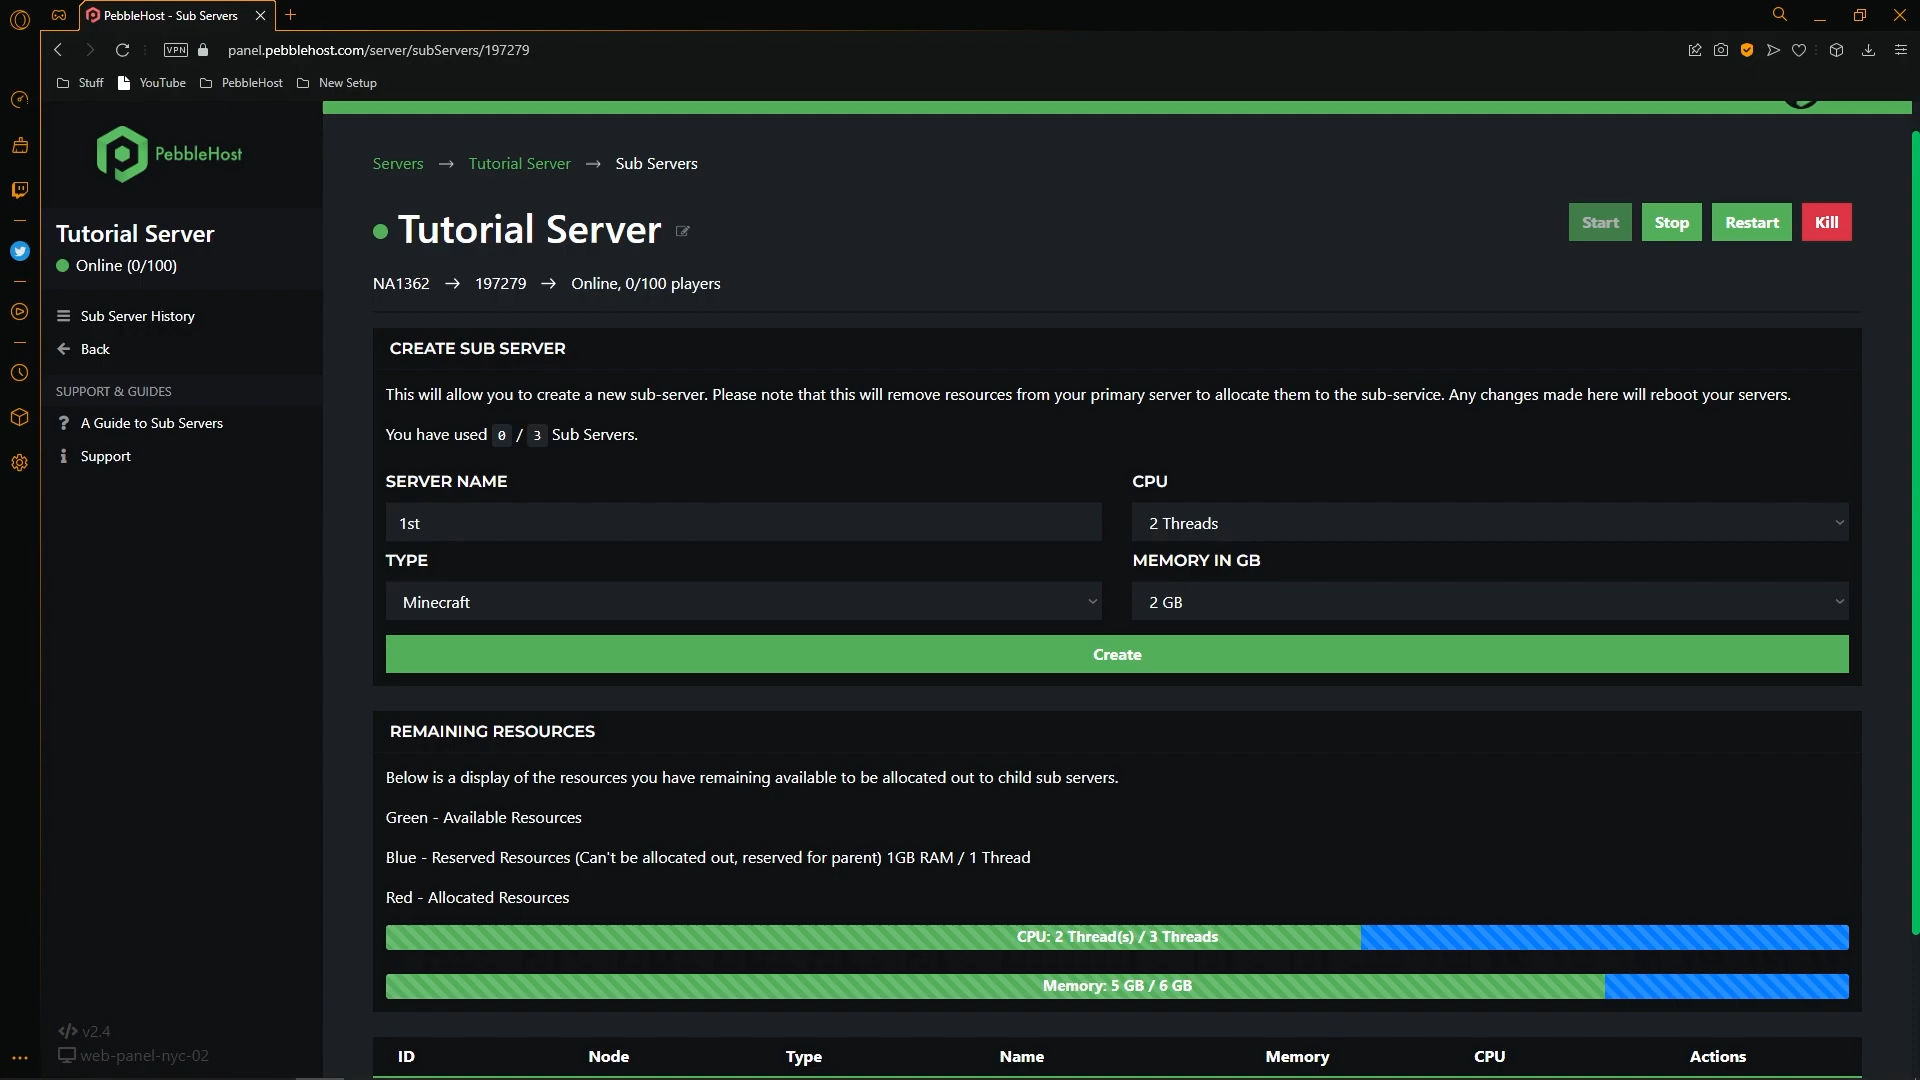 PebbleHost - Sub Servers
VPN
panel.pebblehost.com/server/subServers/197279
Stuff
YouTube
PebbleHost
New Setup
PebbleHost
Tutorial Server
Online (0/100)
Sub Server History
Back
SUPPORT & GUIDES
A Guide to Sub Servers
Support
v2.4
web-panel-nyc-02
Servers → Tutorial Server → Sub Servers
Tutorial Server
Start
Stop
Restart
Kill
NA1362 → 197279 → Online, 0/100 players
CREATE SUB SERVER
This will allow you to create a new sub-server. Please note that this will remove resources from your primary server to allocate them to the sub-service. Any changes made here will reboot your servers.
You have used 0 / 3 Sub Servers.
SERVER NAME
1st
CPU
2 Threads
TYPE
Minecraft
MEMORY IN GB
2 GB
Create
REMAINING RESOURCES
Below is a display of the resources you have remaining available to be allocated out to child sub servers.
Green - Available Resources
Blue - Reserved Resources (Can't be allocated out, reserved for parent) 1GB RAM / 1 Thread
Red - Allocated Resources
CPU: 2 Thread(s) / 3 Threads
Memory: 5 GB / 6 GB
ID Node Type Name Memory CPU Actions